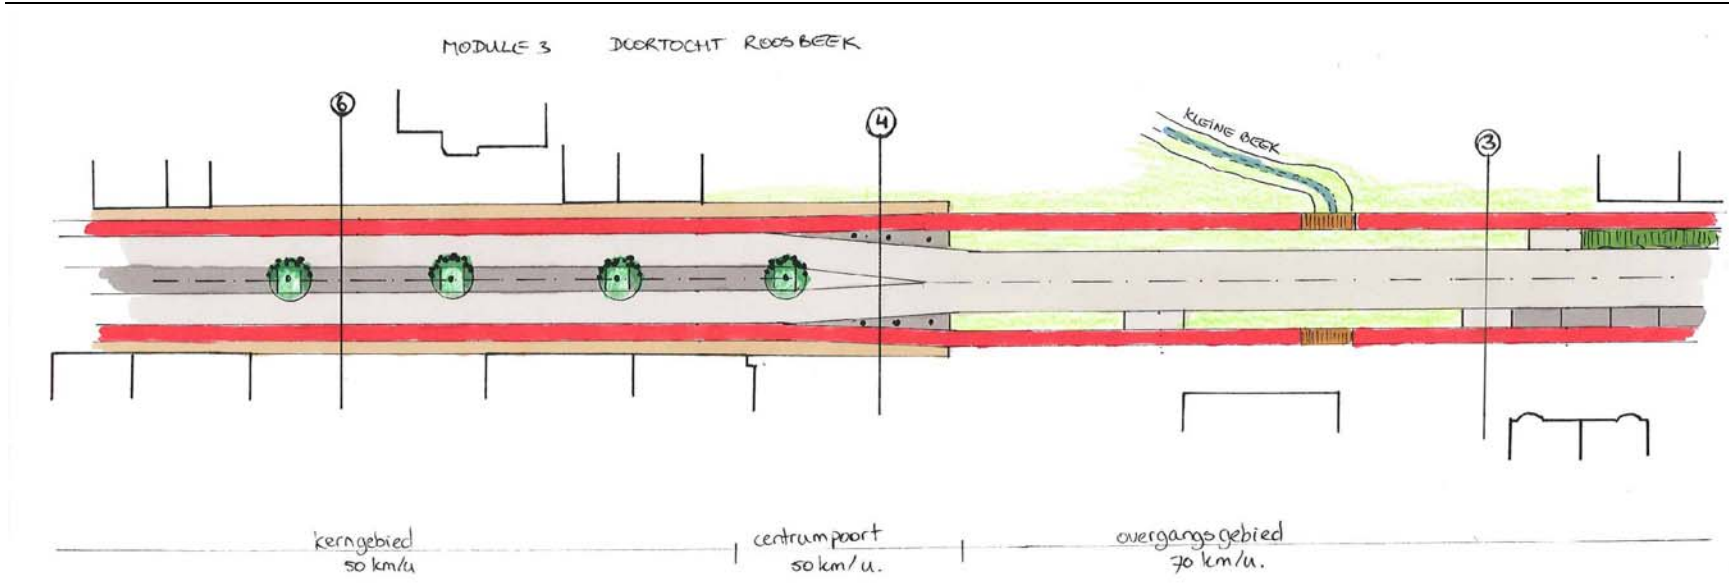 MODULE 3 DOORTOCHT ROOSBEEK
6
4
KLEINE BEEK
3
kerngebied
50 km/u
centrumpoort
50 km/u.
overgangsgebied
70 km/u.